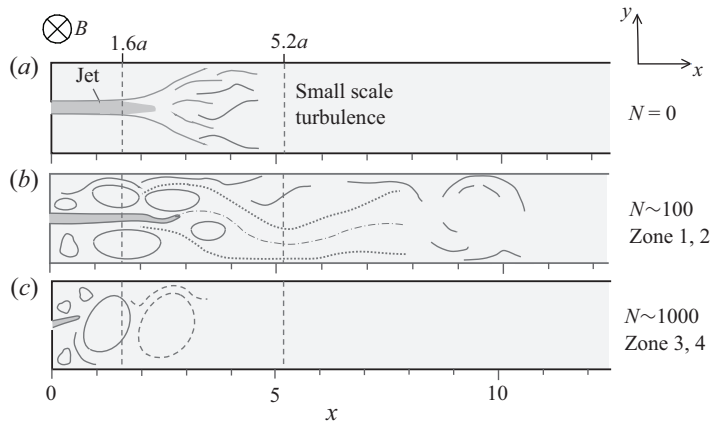 B
1.6a
5.2a
y
x
(a)
Jet
Small scale
turbulence
N = 0
(b)
N~100
Zone 1, 2
(c)
N~1000
Zone 3, 4
0
5
10
x